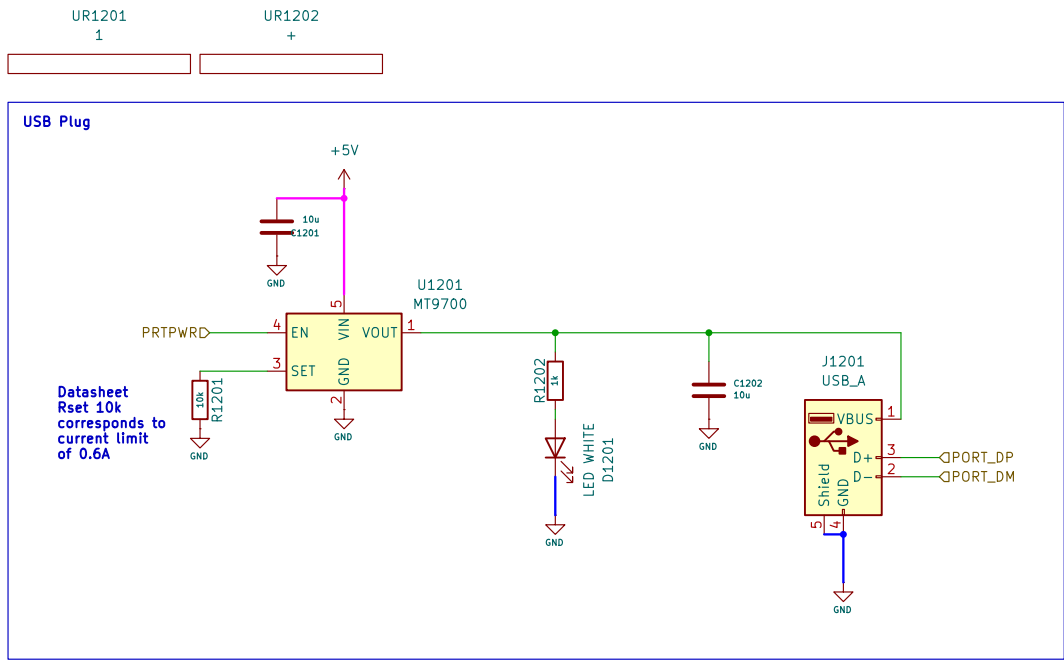 UR1201
1
UR1202
+
USB Plug
+5V
10u
C1201
GND
U1201
MT9700
5
PRTPWR
4
EN
VIN
VOUT
1
3
SET
GND
2
10k
R1201
GND
GND
Datasheet
Rset 10k
corresponds to
current limit
of 0.6A
R1202
1k
LED WHITE
D1201
GND
C1202
10u
GND
J1201
USB_A
VBUS
1
D+
3
PORT_DP
D-
2
PORT_DM
Shield
GND
5
4
GND